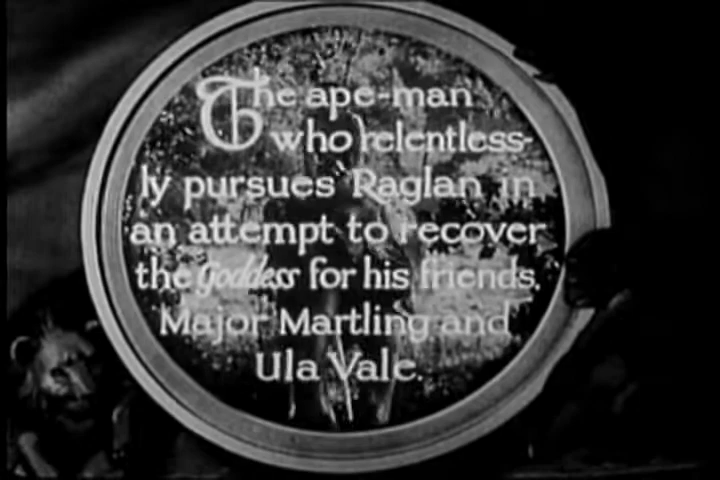 The ape-man
who relentless-
ly pursues Raglan in
an attempt to recover
the Goddess for his friends,
Major Martling and
Ula Vale.